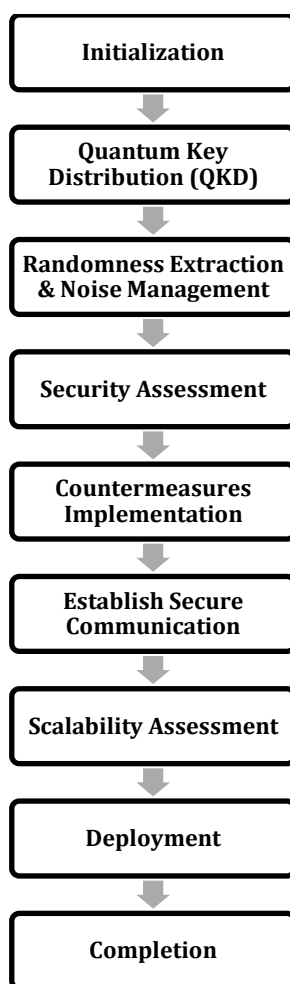 Initialization
Quantum Key
Distribution (QKD)
Randomness Extraction
& Noise Management
Security Assessment
Countermeasures
Implementation
Establish Secure
Communication
Scalability Assessment
Deployment
Completion